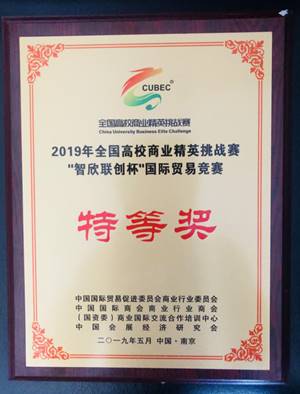 CUBEC®
全国高校商业精英挑战赛
China University Business Elite Challenge
2019年全国高校商业精英挑战赛
"智欣联创杯"国际贸易竞赛
特等奖
中国国际贸易促进委员会商业行业委员会
中国国际商会商业行业商会
（国资委）商业国际交流合作培训中心
中国会展经济研究会
二〇一九年五月 中国·南京